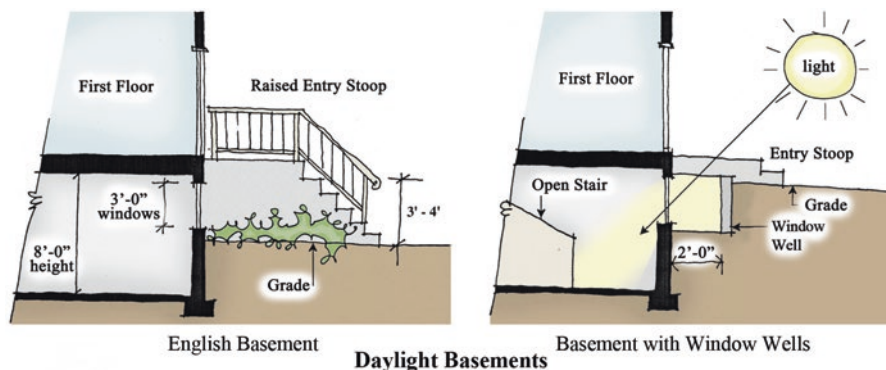 First Floor
Raised Entry Stoop
3'-0"
windows
8'-0"
height
3' - 4'
Grade
English Basement
First Floor
light
Entry Stoop
Open Stair
Grade
Window
Well
2'-0"
Basement with Window Wells
Daylight Basements